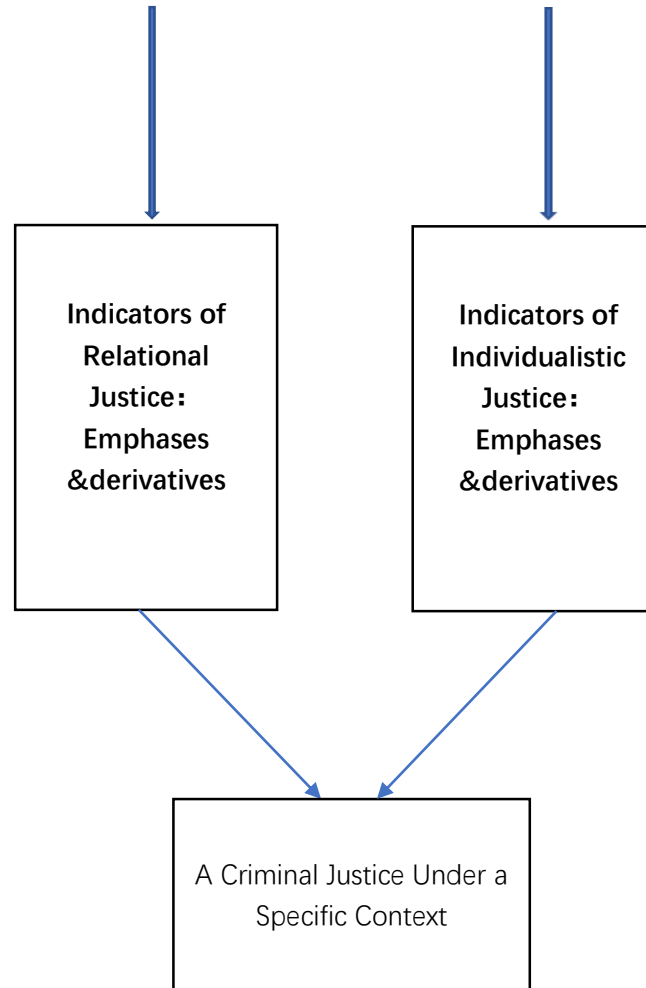 Indicators of
Relational
Justice：
Emphases
&derivatives
Indicators of
Individualistic
Justice：
Emphases
&derivatives
A Criminal Justice Under a
Specific Context